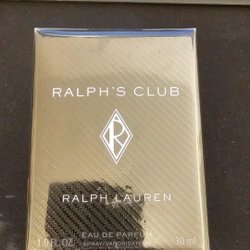 RALPH'S CLUB
R
RALPH LAUREN
EAU DE PARFUM
1.0 FL.OZ. SPRAY/VAPORISATEUR 30 ml